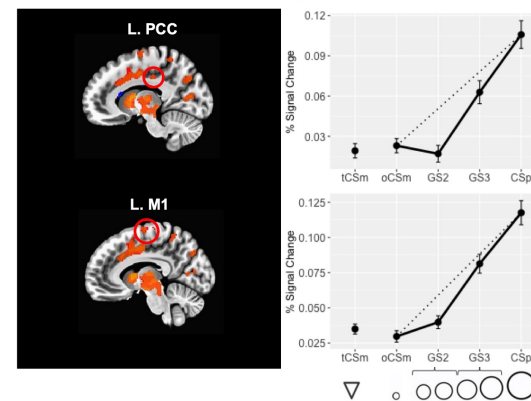 L. PCC
0.12
0.09
0.06
0.03
% Signal Change
tCSm oCSm GS2 GS3 CSp
L. M1
0.125
0.100
0.075
0.050
0.025
% Signal Change
tCSm oCSm GS2 GS3 CSp